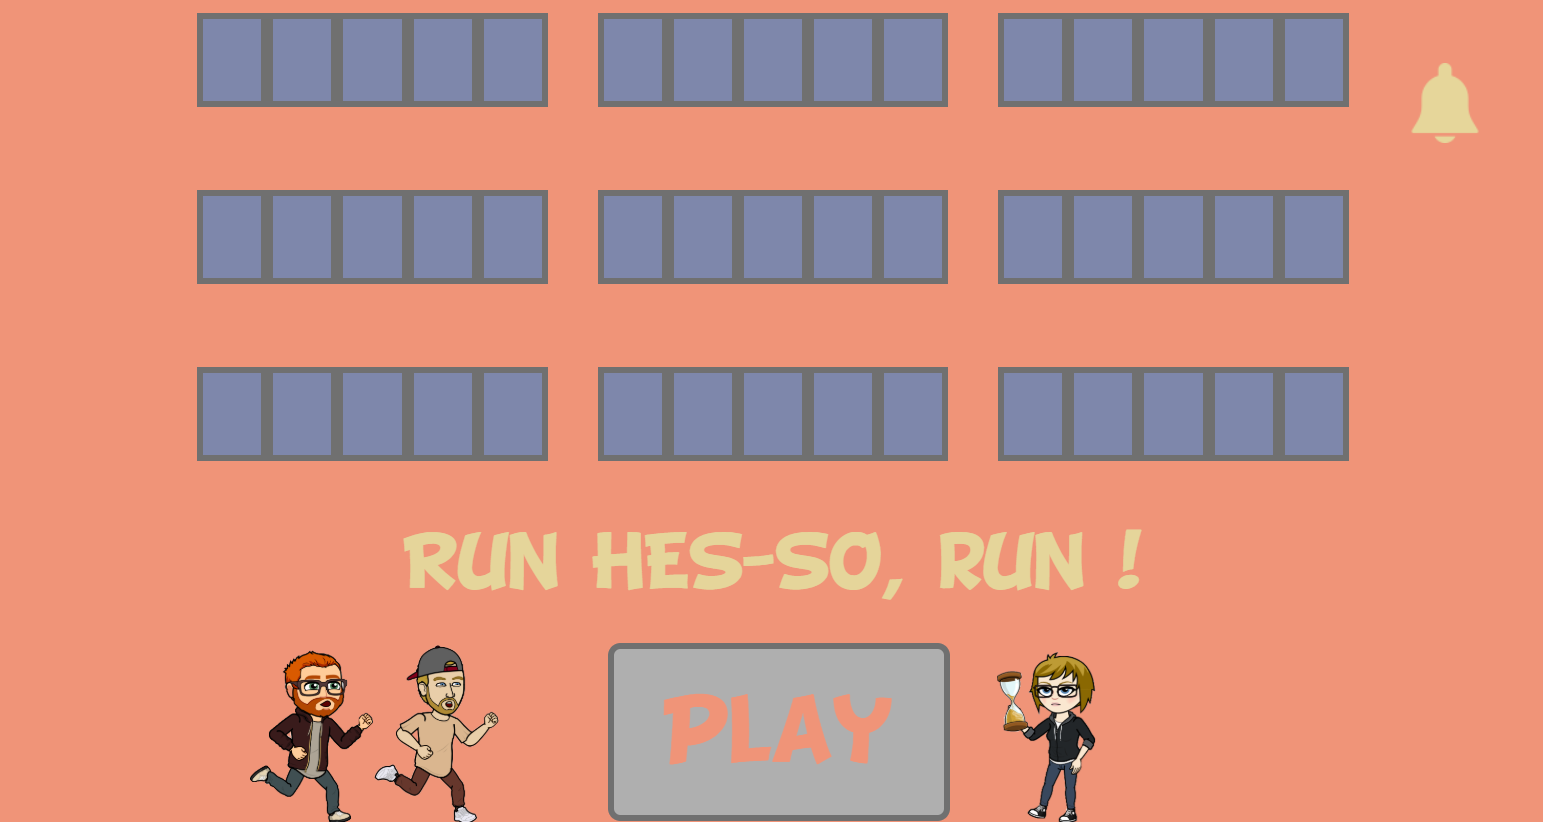 RUN HES-SO, RUN !
PLAY